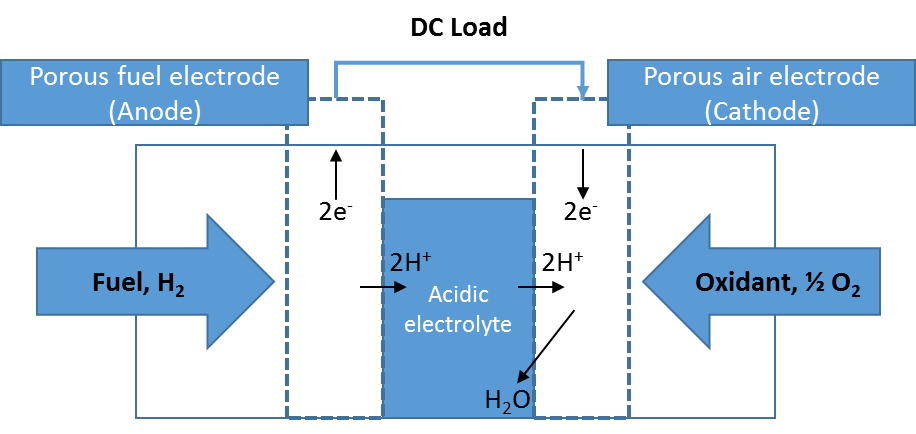 DC Load
Porous fuel electrode
(Anode)
Porous air electrode
(Cathode)
2e⁻
2e⁻
2H⁺
2H⁺
Fuel, H₂
Acidic
electrolyte
Oxidant, ½ O₂
H₂O